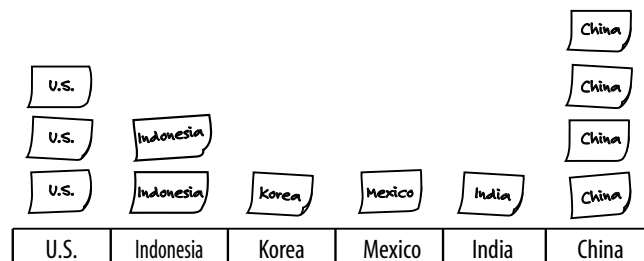 China
U.S. China
U.S. Indonesia China
U.S. Indonesia Korea Mexico India China
U.S. Indonesia Korea Mexico India China